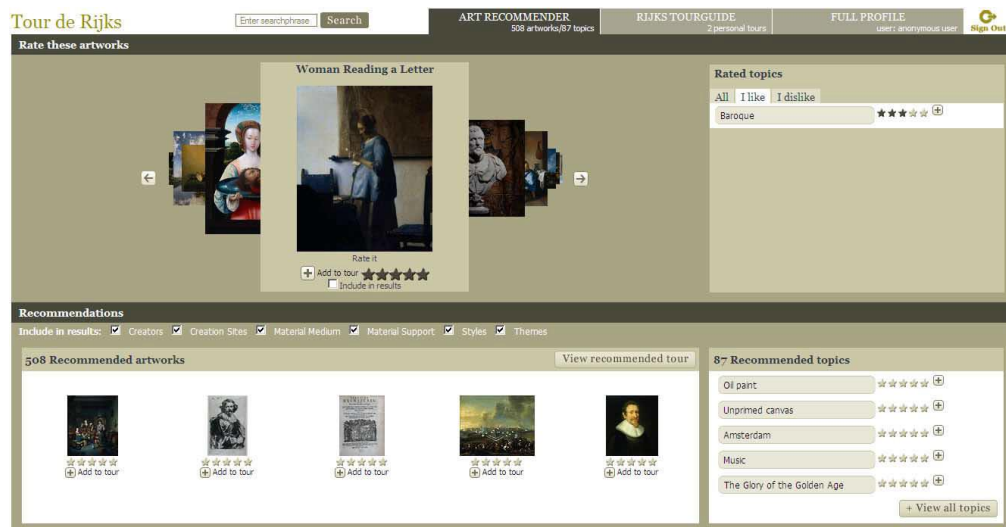 Tour de Rijks
Enter searchphrase Search
ART RECOMMENDER
508 artworks/87 topics
RIJKS TOURGUIDE
2 personal tours
FULL PROFILE
user: anonymous user
Sign Out
Rate these artworks
Woman Reading a Letter
Rate it
Add to tour
Include in results
Rated topics
All I like I dislike
Baroque
Recommendations
Include in results: Creators Creation Sites Material Medium Material Support Styles Themes
508 Recommended artworks View recommended tour
Add to tour Add to tour Add to tour Add to tour Add to tour
87 Recommended topics
Oil paint
Unprimed canvas
Amsterdam
Music
The Glory of the Golden Age
+ View all topics